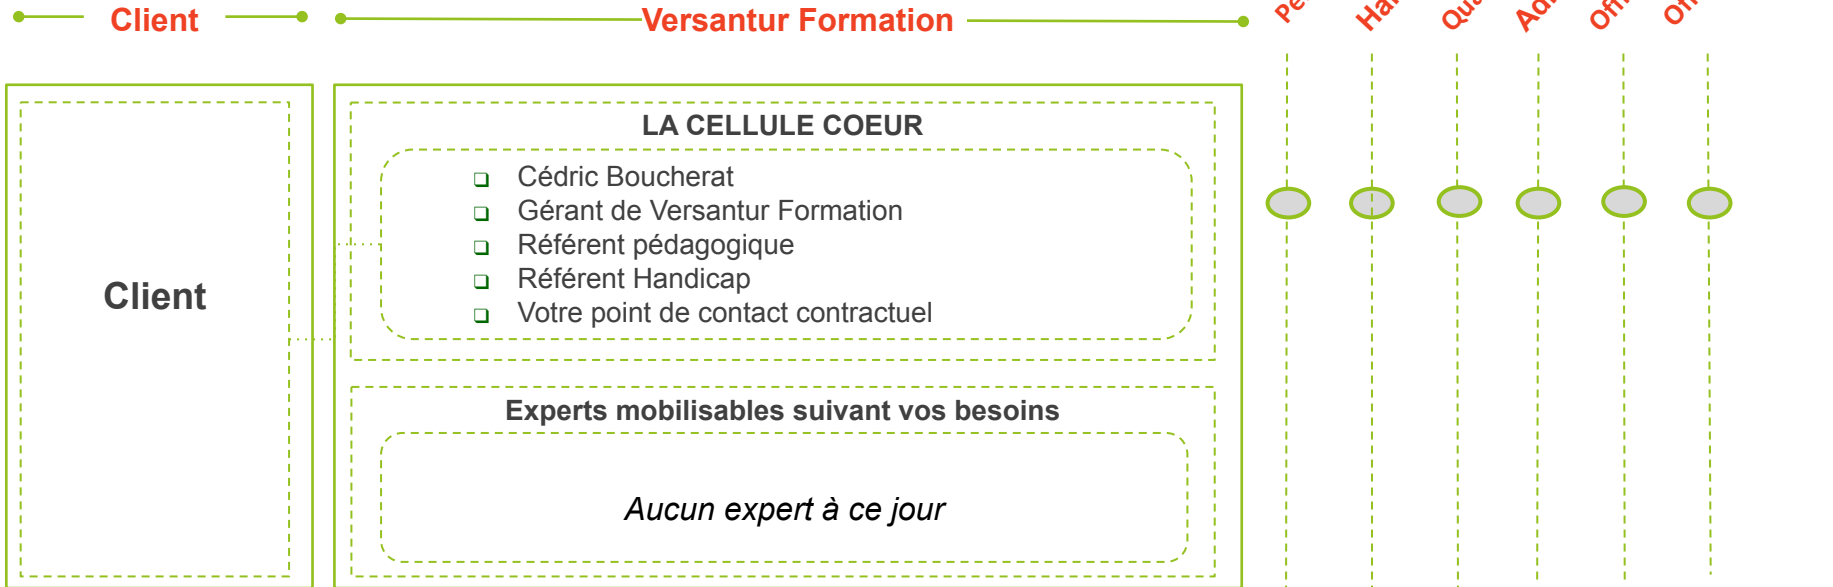 Client
Versantur Formation
Client
LA CELLULE COEUR
Cédric Boucherat
Gérant de Versantur Formation
Référent pédagogique
Référent Handicap
Votre point de contact contractuel
Experts mobilisables suivant vos besoins
Aucun expert à ce jour